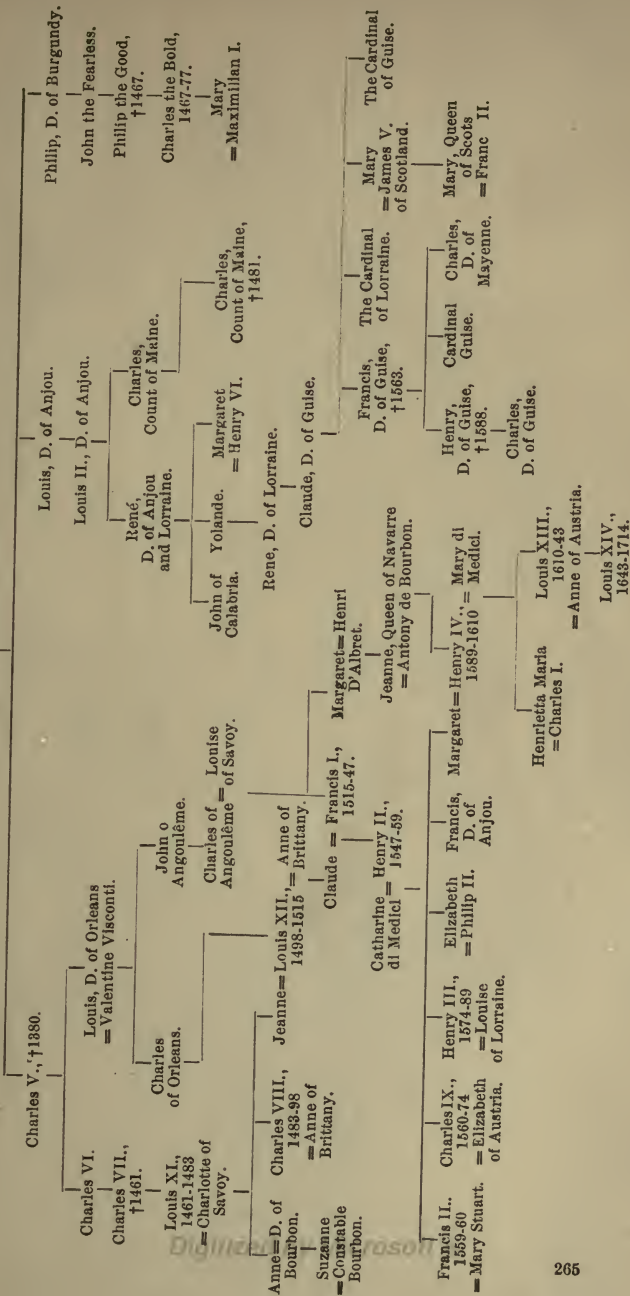 Charles V., †1380.
Louis, D. of Anjou.
Philip, D. of Burgundy.
Charles VI.
Louis, D. of Orleans
= Valentine Visconti.
Louis II., D. of Anjou.
John the Fearless.
Charles VII.,
†1461.
Charles
of Orleans.
John o
Angoulême.
René,
D. of Anjou
and Lorraine.
Charles,
Count of Maine.
Philip the Good,
†1467.
Louis XI.,
1461-1483
= Charlotte of
Savoy.
Charles of = Louise
Angoulême of Savoy.
John of
Calabria.
Yolande.
Margaret
= Henry VI.
Charles,
Count of Maine,
†1481.
Charles the Bold,
1467-77.
Mary
= Maximilian I.
Anne = D. of
Bourbon.
Charles VIII.,
1483-98
= Anne of
Brittany.
Jeanne = Louis XII., = Anne of
1498-1515 Brittany.
Margaret = Henri
D'Albret.
Rene, D. of Lorraine.
Suzanne
= Constable
Bourbon.
Claude = Francis I.,
1515-47.
Jeanne, Queen of Navarre
= Antony de Bourbon.
Claude, D. of Guise.
Catharine = Henry II.,
di Medici 1547-59.
Francis,
D. of Guise,
†1563.
The Cardinal
of Lorraine.
Mary
= James V.
of Scotland.
The Cardinal
of Guise.
Francis II..
1559-60
= Mary Stuart.
Charles IX.,
1560-74
= Elizabeth
of Austria.
Henry III.,
1574-89
= Louise
of Lorraine.
Elizabeth
= Philip II.
Francis,
D. of
Anjou.
Margaret = Henry IV., = Mary di
1589-1610 Medici.
Henry,
D. of Guise,
†1588.
Cardinal
Guise.
Charles,
D. of
Mayenne.
Mary, Queen
of Scots
= Franc II.
Charles,
D. of Guise.
Henrietta Maria
= Charles I.
Louis XIII.,
1610-43
= Anne of Austria.
Louis XIV.,
1643-1714.
265
Digitized rosoft